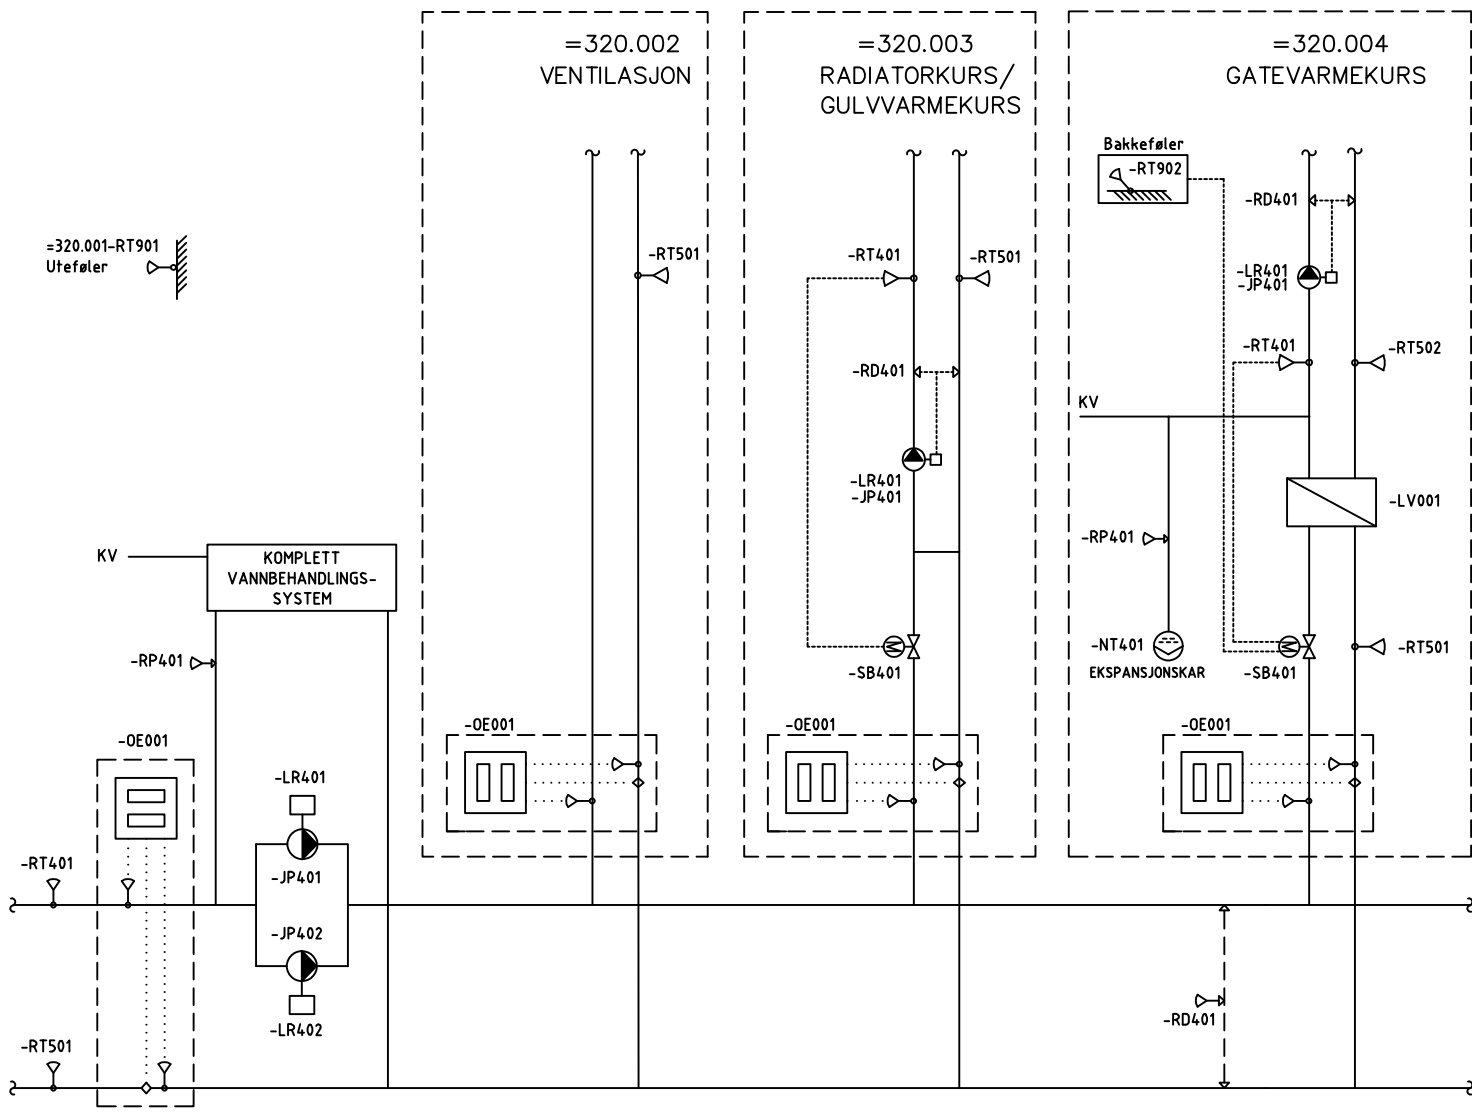 =320.002
VENTILASJON
=320.003
RADIATORKURS/
GULVVARMEKURS
=320.004
GATEVARMEKURS
Bakkeføler
-RT902
-RD401
=320.001-RT901
Uteføler
-RT501
-RT401
-RT501
-LR401
-JP401
-RT401
-RT502
-RD401
KV
-LR401
-JP401
-LV001
-RP401
KV
KOMPLETT
VANNBEHANDLINGS-
SYSTEM
-RP401
-SB401
-NT401
EKSPANSJONSKAR
-SB401
-RT501
-OE001
-OE001
-OE001
-OE001
-LR401
-RT401
-JP401
-JP402
-RD401
-LR402
-RT501